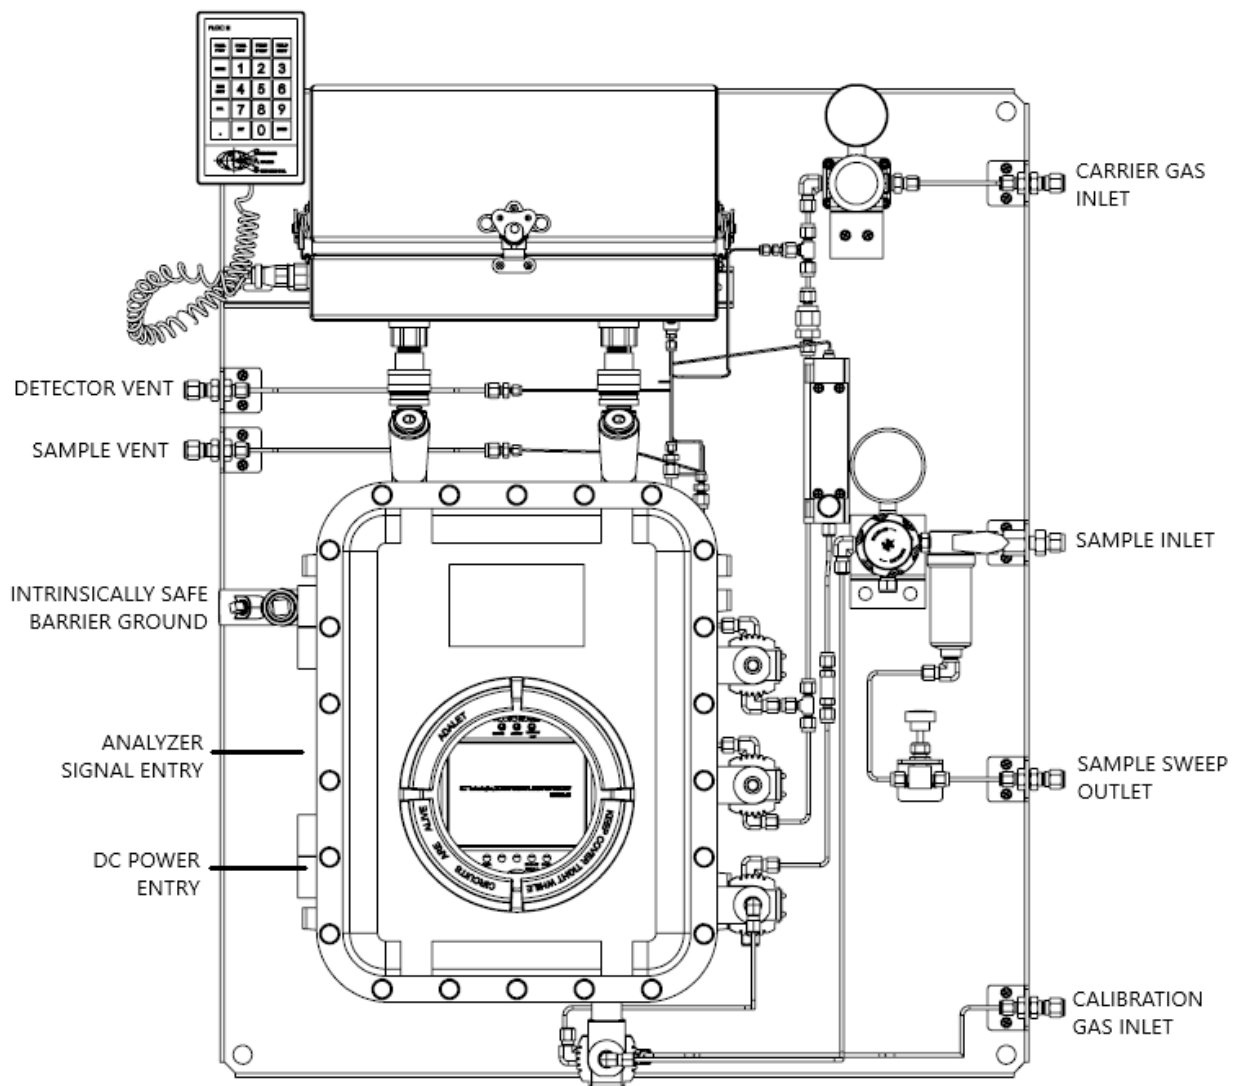 1 2 3
4 5 6
7 8 9
. 0
CARRIER GAS
INLET
DETECTOR VENT
SAMPLE VENT
SAMPLE INLET
INTRINSICALLY SAFE
BARRIER GROUND
ADALET
KEEP COVER TIGHT WHILE
CIRCUITS ARE ALIVE
ANALYZER
SIGNAL ENTRY
SAMPLE SWEEP
OUTLET
DC POWER
ENTRY
CALIBRATION
GAS INLET